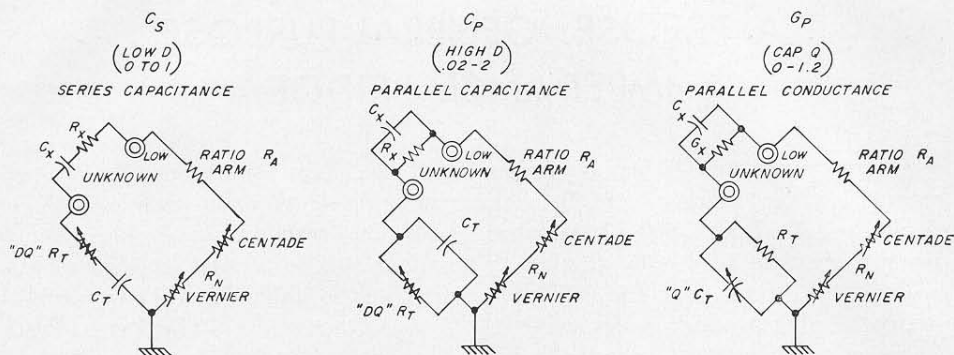 C_S
(LOW D)
(0 TO 1)
SERIES CAPACITANCE
C_X
R_X
LOW
UNKNOWN
RATIO R_A
ARM
"DQ" R_T
C_T
CENTADE
R_N
VERNIER
C_P
(HIGH D)
(.02-2)
PARALLEL CAPACITANCE
C_X
R_X
LOW
UNKNOWN
RATIO R_A
ARM
C_T
"DQ" R_T
CENTADE
R_N
VERNIER
G_P
(CAP Q)
(0-1.2)
PARALLEL CONDUCTANCE
C_X
G_X
LOW
UNKNOWN
RATIO R_A
ARM
R_T
"Q" C_T
CENTADE
R_N
VERNIER